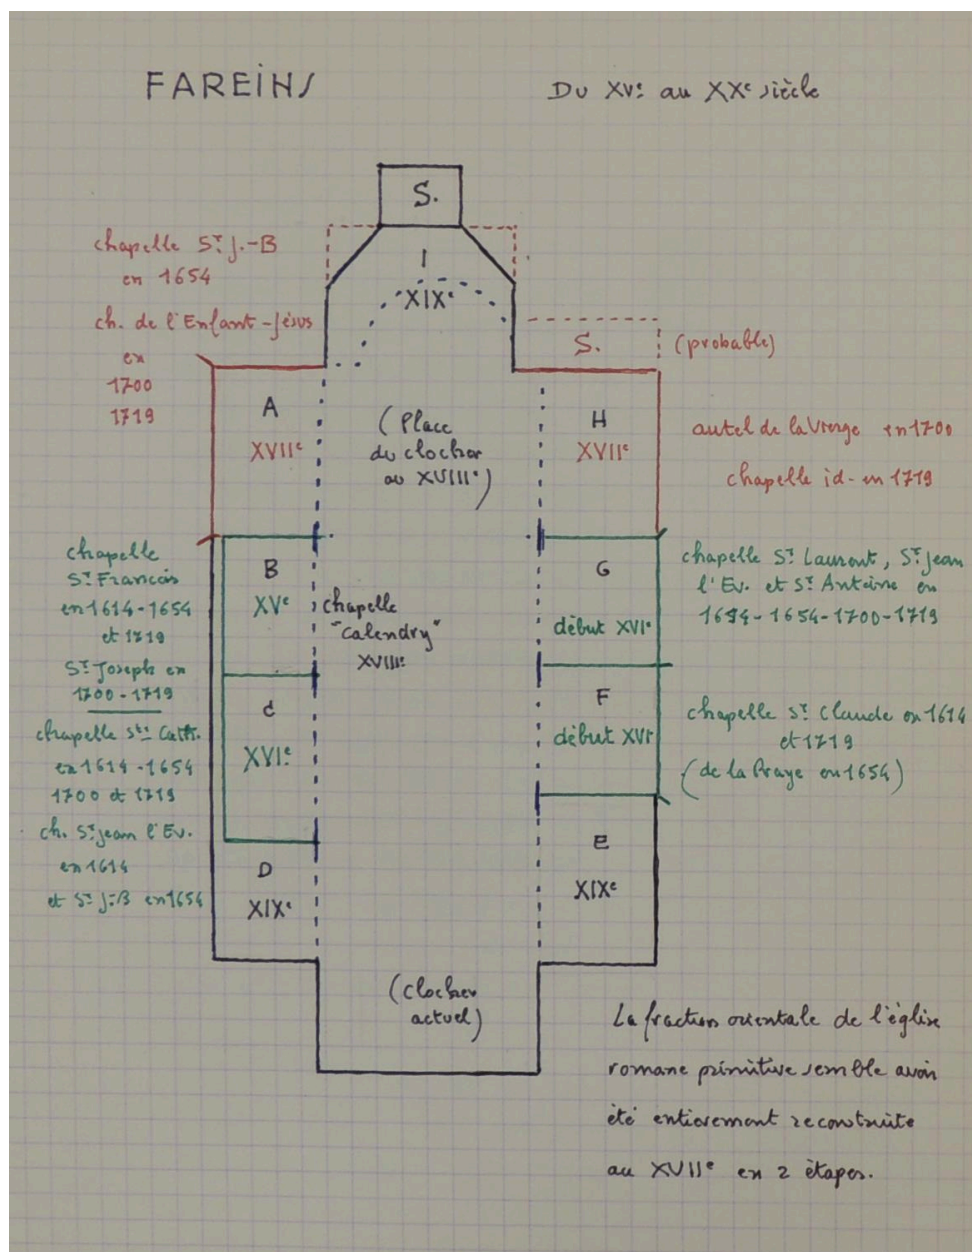 FAREINS
Du XVe au XXe siècle
S.
chapelle St J.-B
en 1654
ch. de l'Enfant-Jésus
en
1700
1719
I
XIXe
S.
(probable)
A
XVIIe
(Place
du clocher
au XVIIIe)
H
XVIIe
autel de la Vierge en 1700
chapelle id. en 1719
chapelle
St Francois
en 1614-1654
et 1719
St Joseph en
1700-1719
B
XVe
chapelle
"Calendry"
XVIIIe
G
début XVIe
chapelle St Laurent, St jean
l'Ev. et St Antoine en
1654-1700-1719
chapelle Ste Cath.
en 1614-1654
1700 et 1719
ch. St jean l'Ev.
en 1614
et St J-B en 1654
C
XVIe
F
début XVIe
chapelle St Claude en 1614
et 1719
(de la Praye en 1654)
D
XIXe
E
XIXe
(clocher
actuel)
La fraction orientale de l'église
romane primitive semble avoir
été entièrement reconstruite
au XVIIe en 2 étapes.